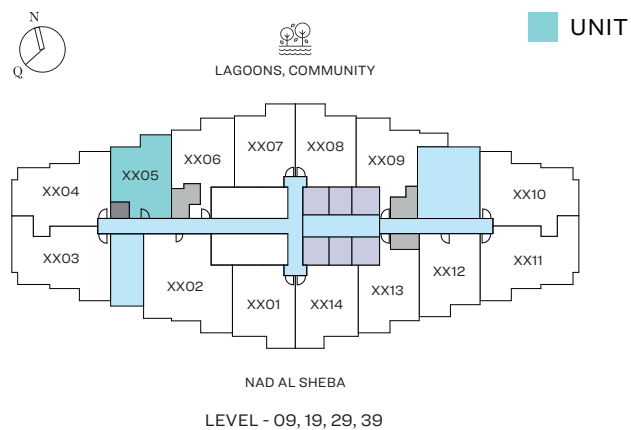 N
UNIT
Q
LAGOONS, COMMUNITY
XX07
XX08
XX06
XX09
XX05
XX04
XX10
XX03
XX11
XX02
XX12
XX01
XX14
XX13
NAD AL SHEBA
LEVEL - 09, 19, 29, 39